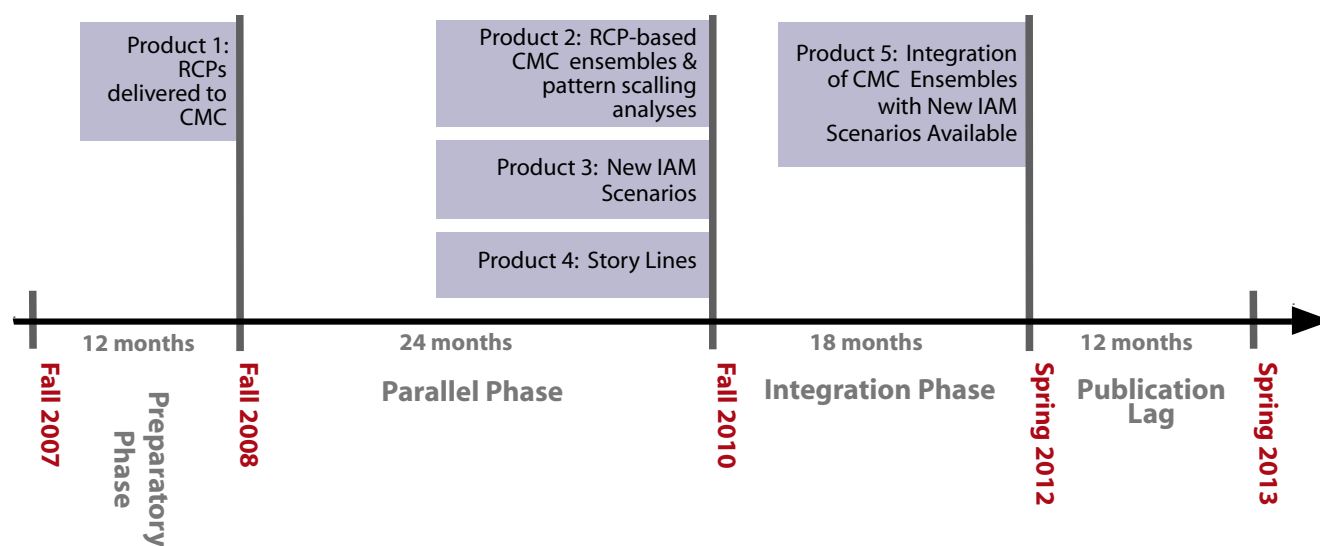 Product 1:
RCPs
delivered to
CMC
Product 2: RCP-based
CMC ensembles &
pattern scalling
analyses
Product 3: New IAM
Scenarios
Product 4: Story Lines
Product 5: Integration
of CMC Ensembles
with New IAM
Scenarios Available
12 months
24 months
18 months
12 months
Fall 2007
Preparatory
Phase
Fall 2008
Parallel Phase
Fall 2010
Integration Phase
Spring 2012
Publication
Lag
Spring 2013